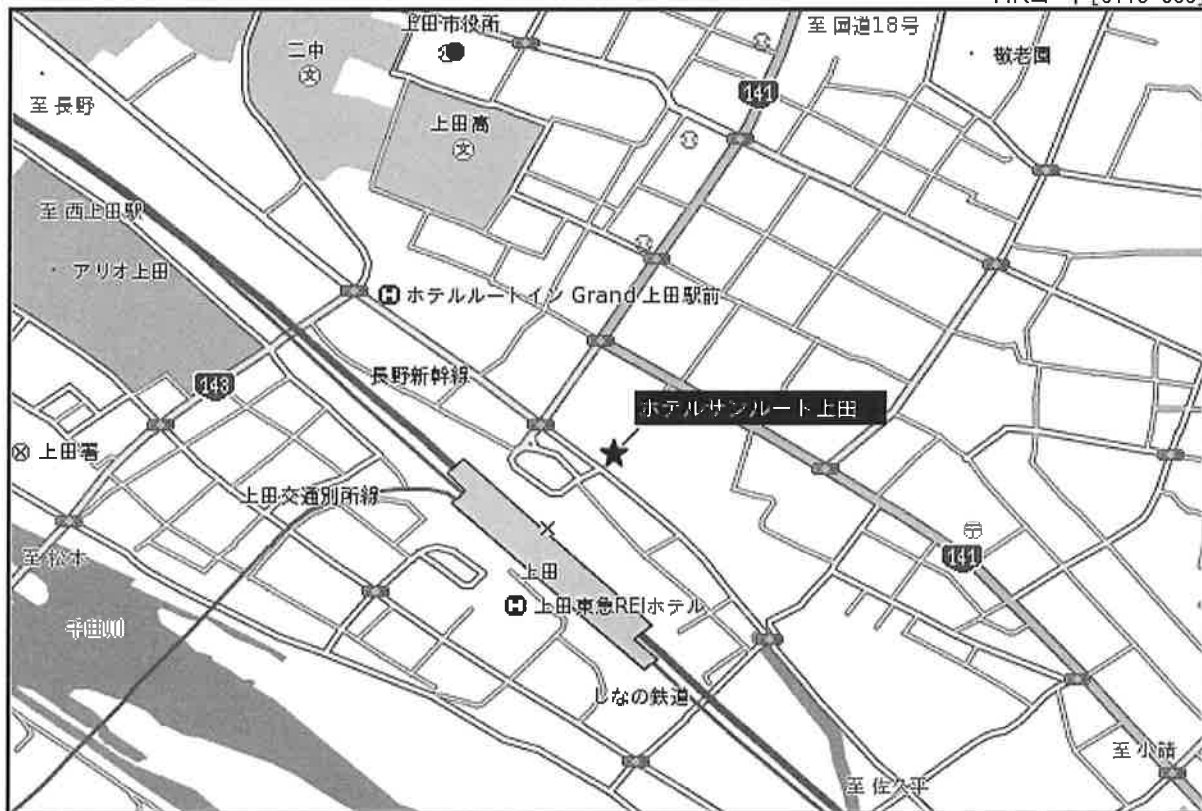 至 国道18号
上田市役所
二中
文
敬老園
141
至 長野
上田高
文
至 西上田駅
アリオ上田
H ホテルルートイン Grand 上田駅前
長野新幹線
143
ホテルサンルート上田
上田署
上田交通別所線
至 松本
141
上田
H 上田東急REIホテル
千曲川
しなの鉄道
至 小諸
至 佐久平